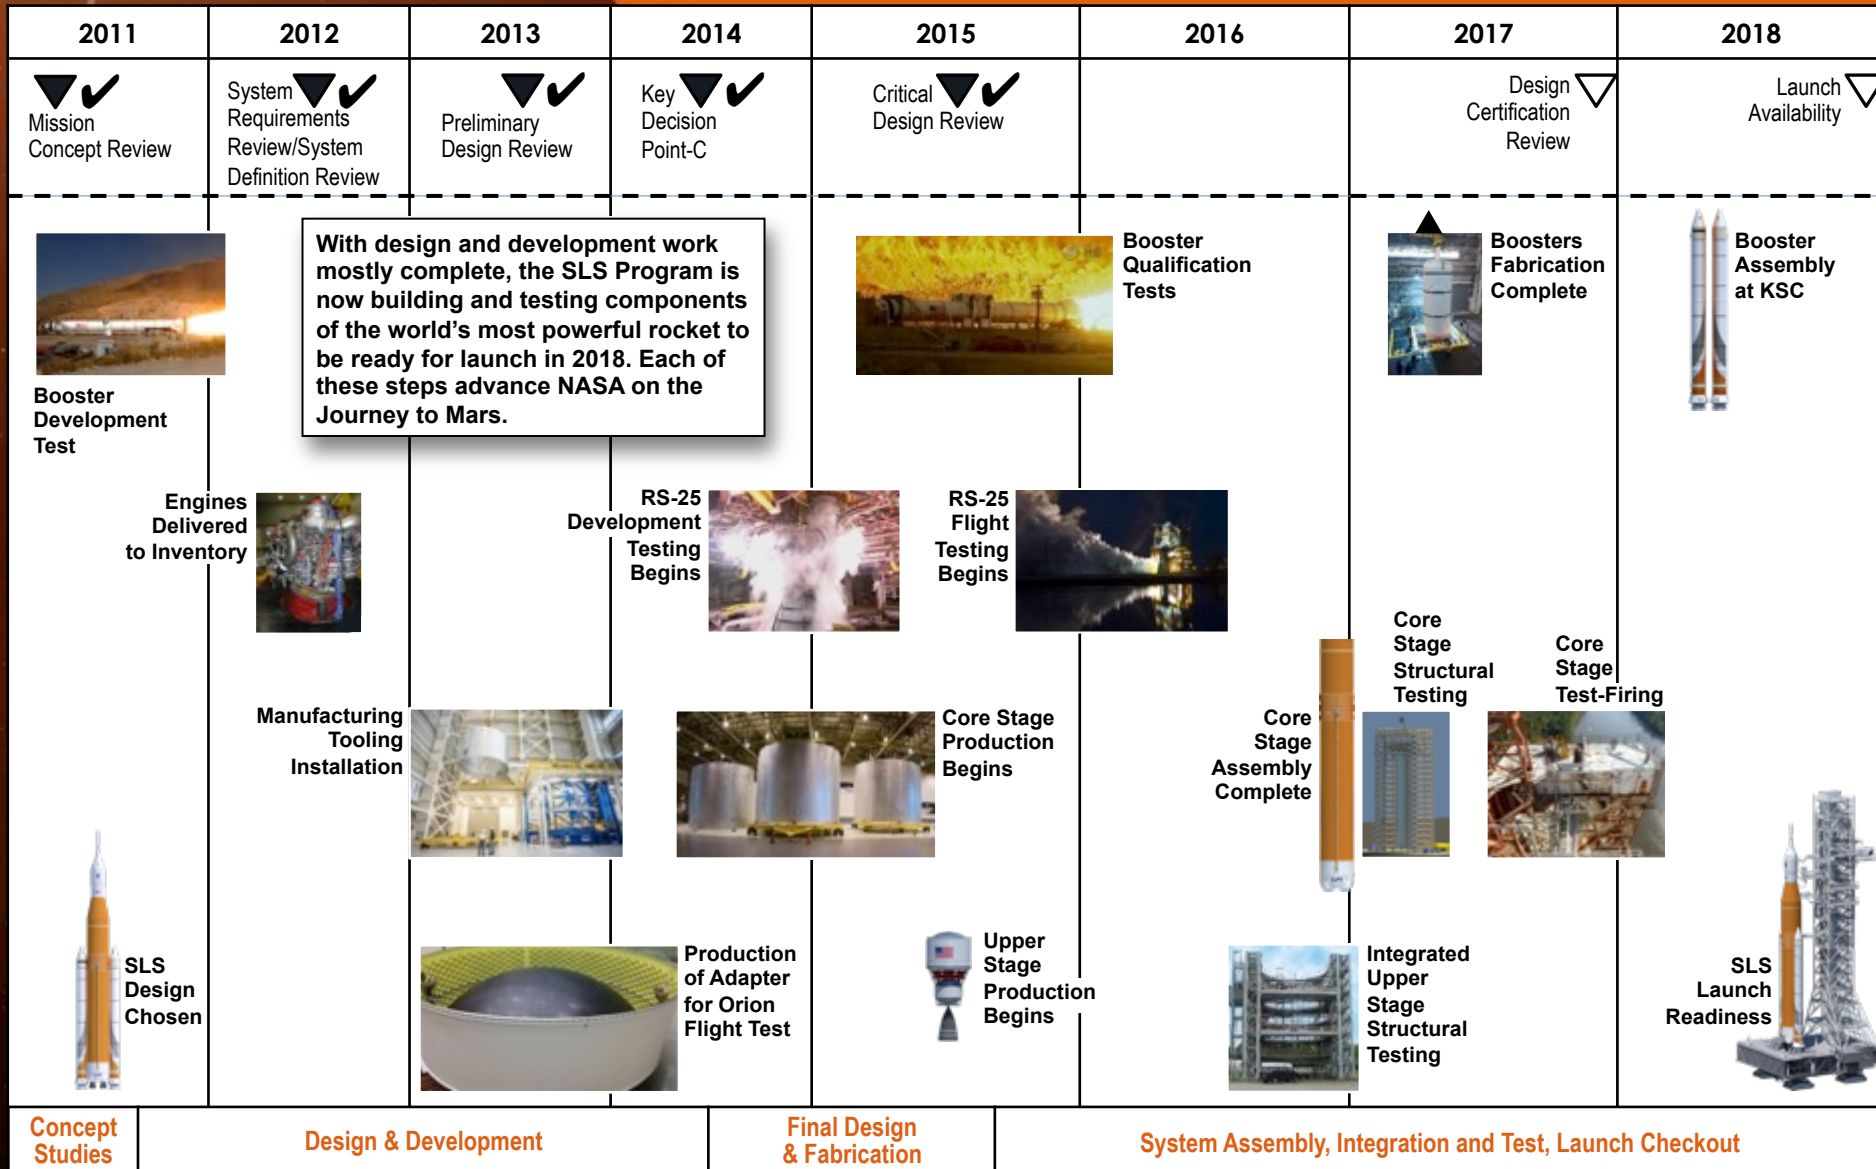 2011
2012
2013
2014
2015
2016
2017
2018
Mission
Concept Review
System
Requirements
Review/System
Definition Review
Preliminary
Design Review
Key
Decision
Point-C
Critical
Design Review
Design
Certification
Review
Launch
Availability
With design and development work
mostly complete, the SLS Program is
now building and testing components
of the world’s most powerful rocket to
be ready for launch in 2018. Each of
these steps advance NASA on the
Journey to Mars.
Booster
Development
Test
Booster
Qualification
Tests
Boosters
Fabrication
Complete
Booster
Assembly
at KSC
Engines
Delivered
to Inventory
RS-25
Development
Testing
Begins
RS-25
Flight
Testing
Begins
Manufacturing
Tooling
Installation
Core Stage
Production
Begins
Core
Stage
Assembly
Complete
Core
Stage
Structural
Testing
Core
Stage
Test-Firing
SLS
Design
Chosen
Production
of Adapter
for Orion
Flight Test
Upper
Stage
Production
Begins
Integrated
Upper
Stage
Structural
Testing
SLS
Launch
Readiness
Concept
Studies
Design & Development
Final Design
& Fabrication
System Assembly, Integration and Test, Launch Checkout